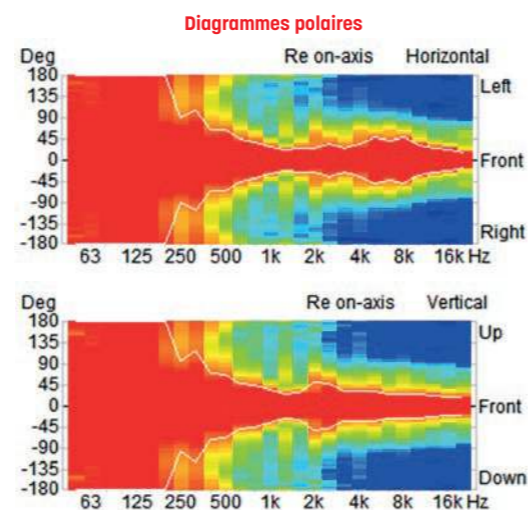 Diagrammes polaires
Deg Re on-axis Horizontal
180
135
90
45
0
-45
-90
-135
-180
Left
Front
Right
63 125 250 500 1k 2k 4k 8k 16k Hz
Deg Re on-axis Vertical
180
135
90
45
0
-45
-90
-135
-180
Up
Front
Down
63 125 250 500 1k 2k 4k 8k 16k Hz